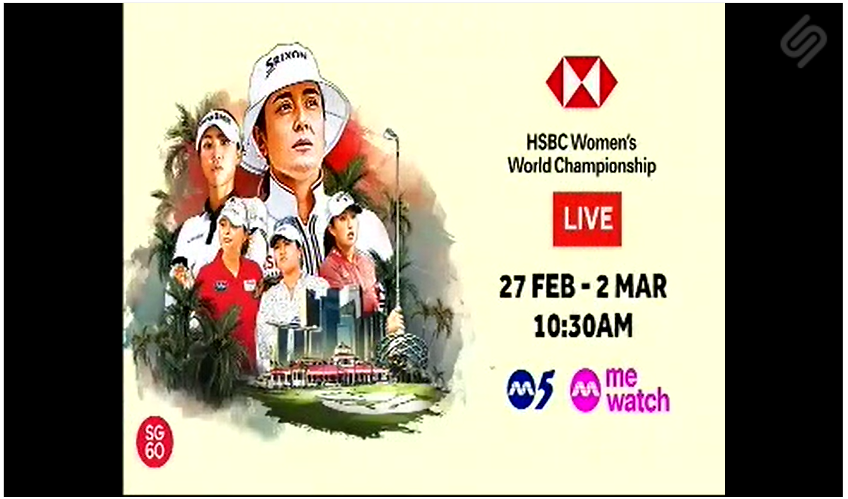 SRIXON
HSBC Women's
World Championship
LIVE
27 FEB - 2 MAR
10:30AM
5
me
watch
SG
60